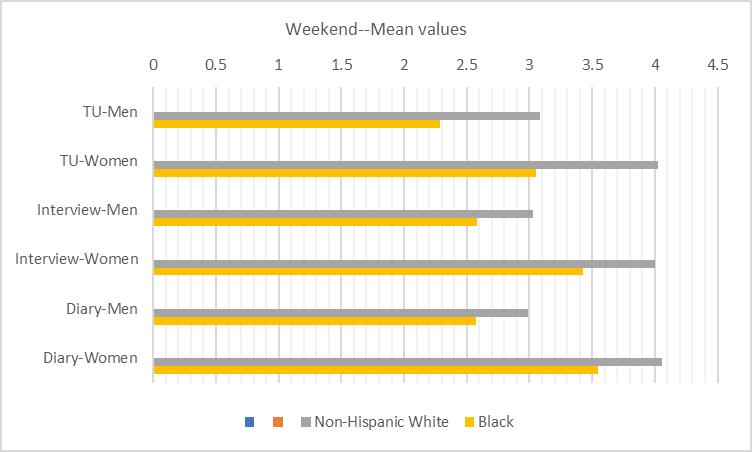 Weekend--Mean values
0 0.5 1 1.5 2 2.5 3 3.5 4 4.5
TU-Men
TU-Women
Interview-Men
Interview-Women
Diary-Men
Diary-Women
Non-Hispanic White Black